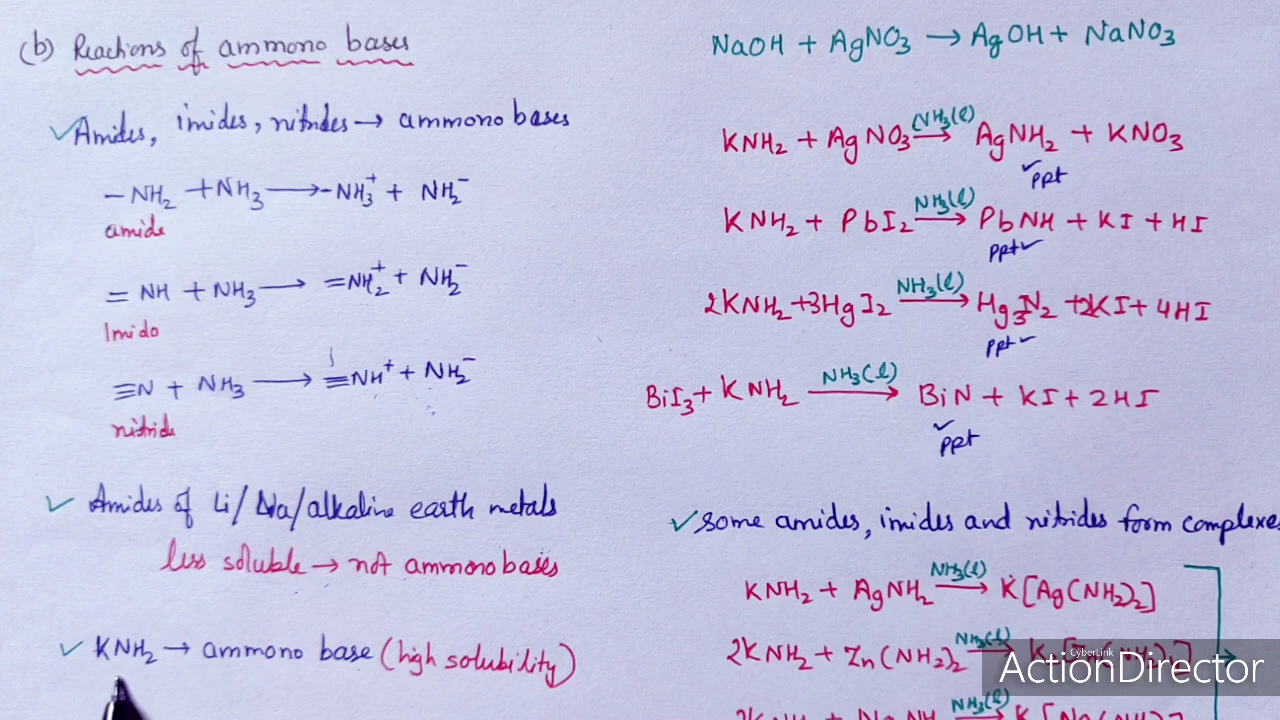 (b) Reactions of ammono bases
✓Amides, imides, nitrides → ammono bases
-NH₂ + NH₃ ⟶ -NH₃⁺ + NH₂⁻
amide
=NH + NH₃ ⟶ =NH₂⁺ + NH₂⁻
Imido
≡N + NH₃ ⟶ ≡NH⁺ + NH₂⁻
nitride
✓ Amides of Li/Na/alkaline earth metals
less soluble → not ammono bases
✓ KNH₂ → ammono base (high solubility)
NaOH + AgNO₃ ⟶ AgOH + NaNO₃
NH₃(l)
KNH₂ + AgNO₃ ⟶ AgNH₂ + KNO₃
✓ppt
NH₃(l)
KNH₂ + PbI₂ ⟶ PbNH + KI + HI
ppt✓
NH₃(l)
2KNH₂ + 3HgI₂ ⟶ Hg₃N₂ + 2KI + 4HI
ppt✓
NH₃(l)
BiI₃ + KNH₂ ⟶ BiN + KI + 2HI
✓ppt
✓some amides, imides and nitrides form complexe
NH₃(l)
KNH₂ + AgNH₂ ⟶ K[Ag(NH₂)₂]
NH₃(l)
2KNH₂ + Zn(NH₂)₂ ⟶
NH₃(l)
CyberLink
ActionDirector